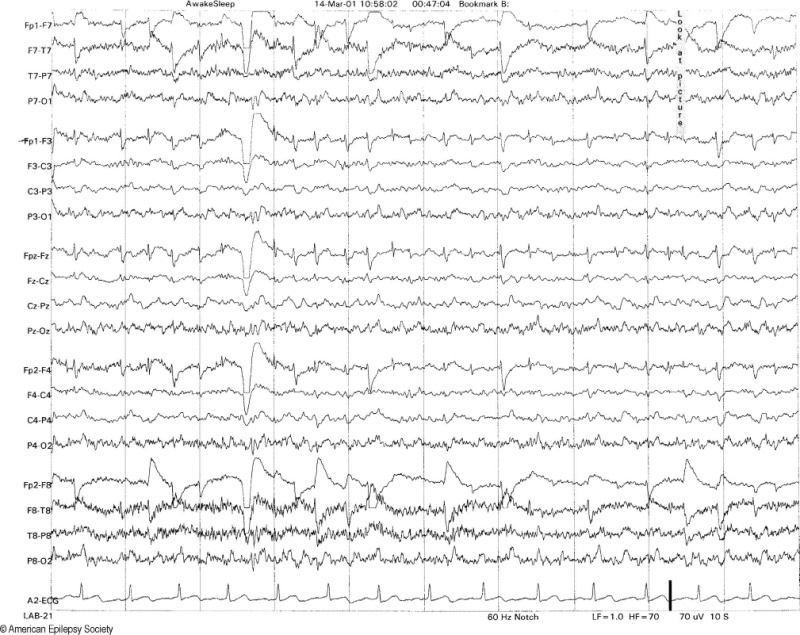 AwakeSleep 14-Mar-01 10:58:02 00:47:04 Bookmark B:
Fp1-F7
F7-T7
T7-P7
P7-O1
Fp1-F3
F3-C3
C3-P3
P3-O1
Fpz-Fz
Fz-Cz
Cz-Pz
Pz-Oz
Fp2-F4
F4-C4
C4-P4
P4-O2
Fp2-F8
F8-T8
T8-P8
P8-O2
A2-ECG
Look at picture
LAB-21 60 Hz Notch LF=1.0 HF=70 70 uV 10 S
© American Epilepsy Society